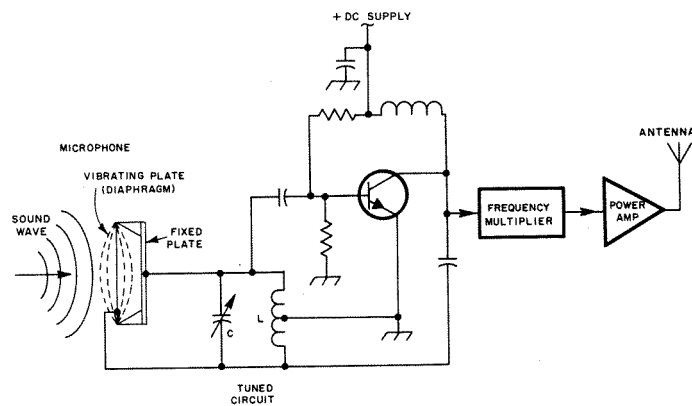 + DC SUPPLY
ANTENNA
MICROPHONE
VIBRATING PLATE
(DIAPHRAGM)
SOUND
WAVE
FIXED
PLATE
FREQUENCY
MULTIPLIER
POWER
AMP
L
C
TUNED
CIRCUIT